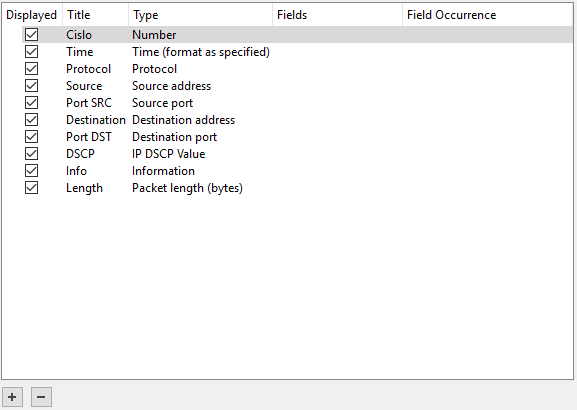 Displayed Title Type Fields Field Occurrence
Cislo Number
Time Time (format as specified)
Protocol Protocol
Source Source address
Port SRC Source port
Destination Destination address
Port DST Destination port
DSCP IP DSCP Value
Info Information
Length Packet length (bytes)